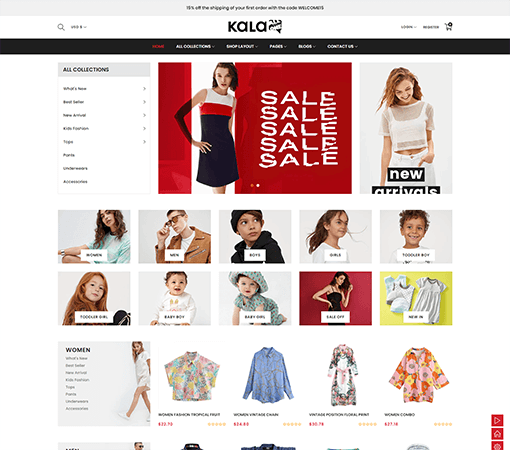 15% off the shipping of your first order with the code WELCOME15
USD $
KALA
LOGIN
REGISTER
HOME
ALL COLLECTIONS
SHOP LAYOUT
PAGES
BLOGS
CONTACT US
ALL COLLECTIONS
What's New
Best Seller
New Arrival
Kids Fashion
Tops
Pants
Underwears
Accessories
SALE
SALE
SALE
SALE
SALE
new
arrivals
WOMEN
MEN
BOYS
GIRLS
TODDLER BOY
TODDLER GIRL
BABY BOY
BABY GIRL
SALE OFF
NEW IN
WOMEN
What's New
Best Seller
New Arrival
Kids Fashion
Tops
Pants
Underwears
Accessories
WOMEN FASHION TROPICAL FRUIT
$22.70
WOMEN VINTAGE CHAIN
$24.80
VINTAGE POSITION FLORAL PRINT
$30.78
WOMEN COMBO
$27.18
MEN